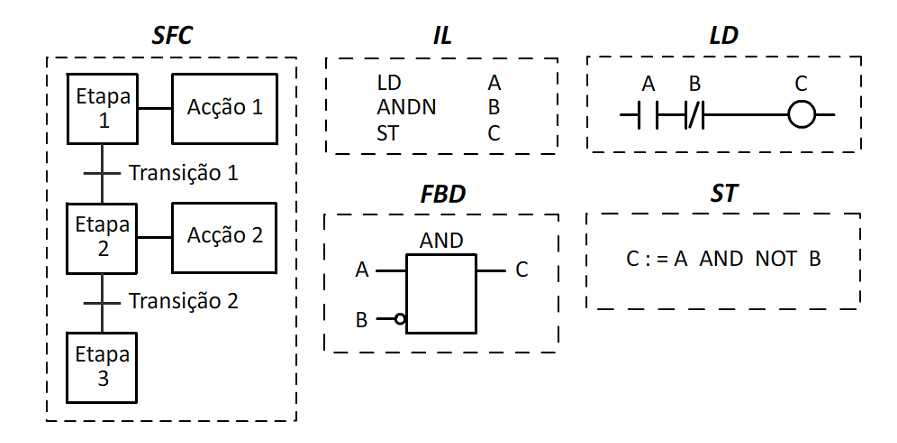 SFC
Etapa
1
Acção 1
Transição 1
Etapa
2
Acção 2
Transição 2
Etapa
3
IL
LD A
ANDN B
ST C
LD
A B C
FBD
AND
A C
B
ST
C : = A AND NOT B